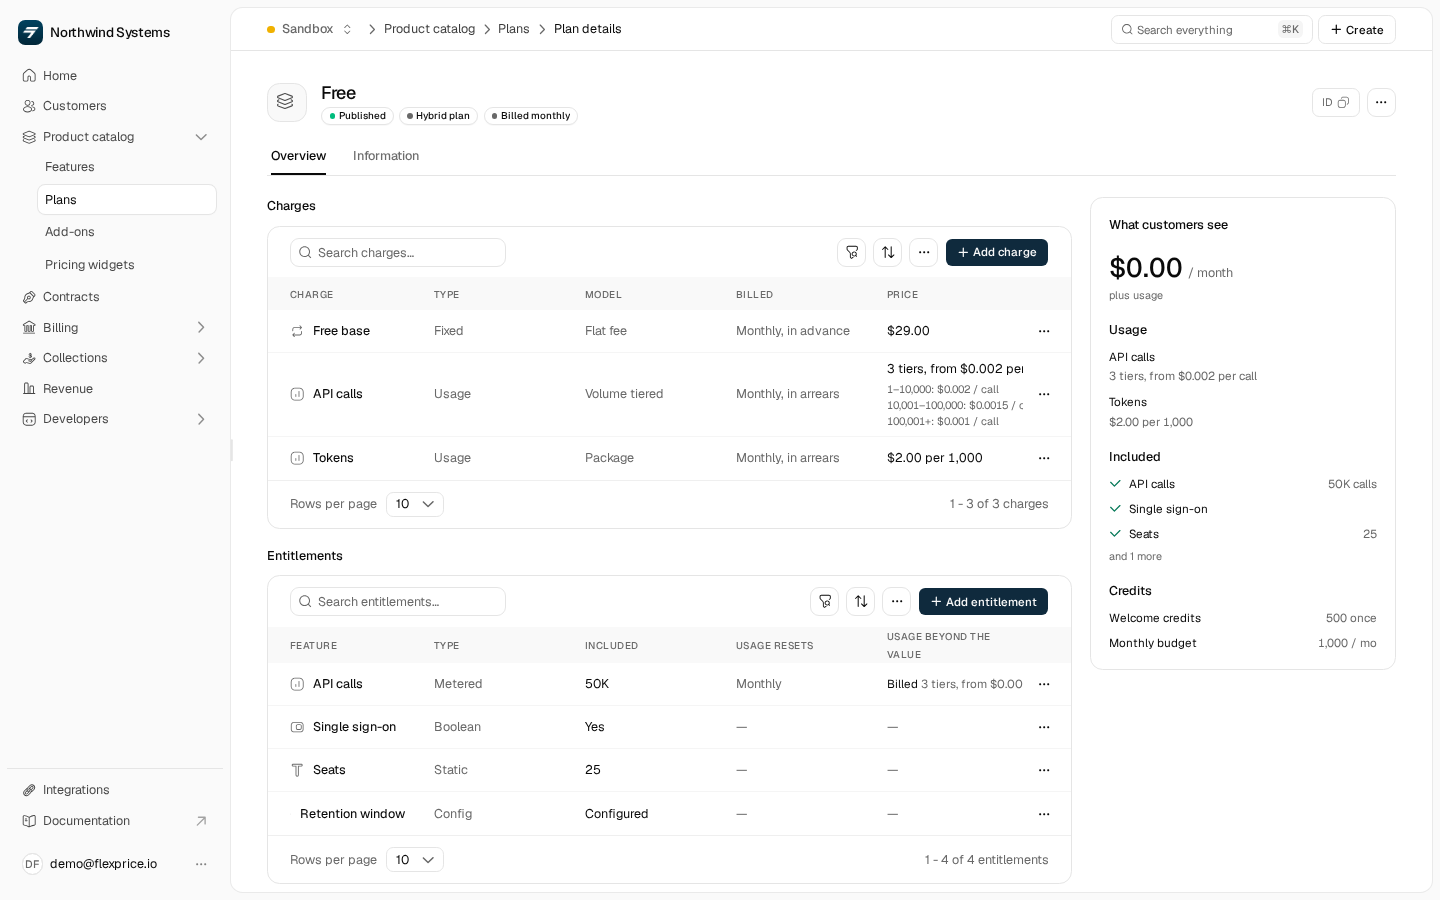 Northwind Systems
Home
Customers
Product catalog
Features
Plans
Add-ons
Pricing widgets
Contracts
Billing
Collections
Revenue
Developers
Integrations
Documentation
DF demo@flexprice.io
Sandbox Product catalog Plans Plan details
Search everything ⌘K
+ Create
Free
Published Hybrid plan Billed monthly
ID
Overview Information
Charges
Search charges...
+ Add charge
CHARGE TYPE MODEL BILLED PRICE
Free base Fixed Flat fee Monthly, in advance $29.00
API calls Usage Volume tiered Monthly, in arrears 3 tiers, from $0.002 per
1–10,000: $0.002 / call
10,001–100,000: $0.0015 / c
100,001+: $0.001 / call
Tokens Usage Package Monthly, in arrears $2.00 per 1,000
Rows per page 10 1 - 3 of 3 charges
Entitlements
Search entitlements...
+ Add entitlement
FEATURE TYPE INCLUDED USAGE RESETS USAGE BEYOND THE
VALUE
API calls Metered 50K Monthly Billed 3 tiers, from $0.00
Single sign-on Boolean Yes — —
Seats Static 25 — —
Retention window Config Configured — —
Rows per page 10 1 - 4 of 4 entitlements
What customers see
$0.00 / month
plus usage
Usage
API calls
3 tiers, from $0.002 per call
Tokens
$2.00 per 1,000
Included
API calls 50K calls
Single sign-on
Seats 25
and 1 more
Credits
Welcome credits 500 once
Monthly budget 1,000 / mo